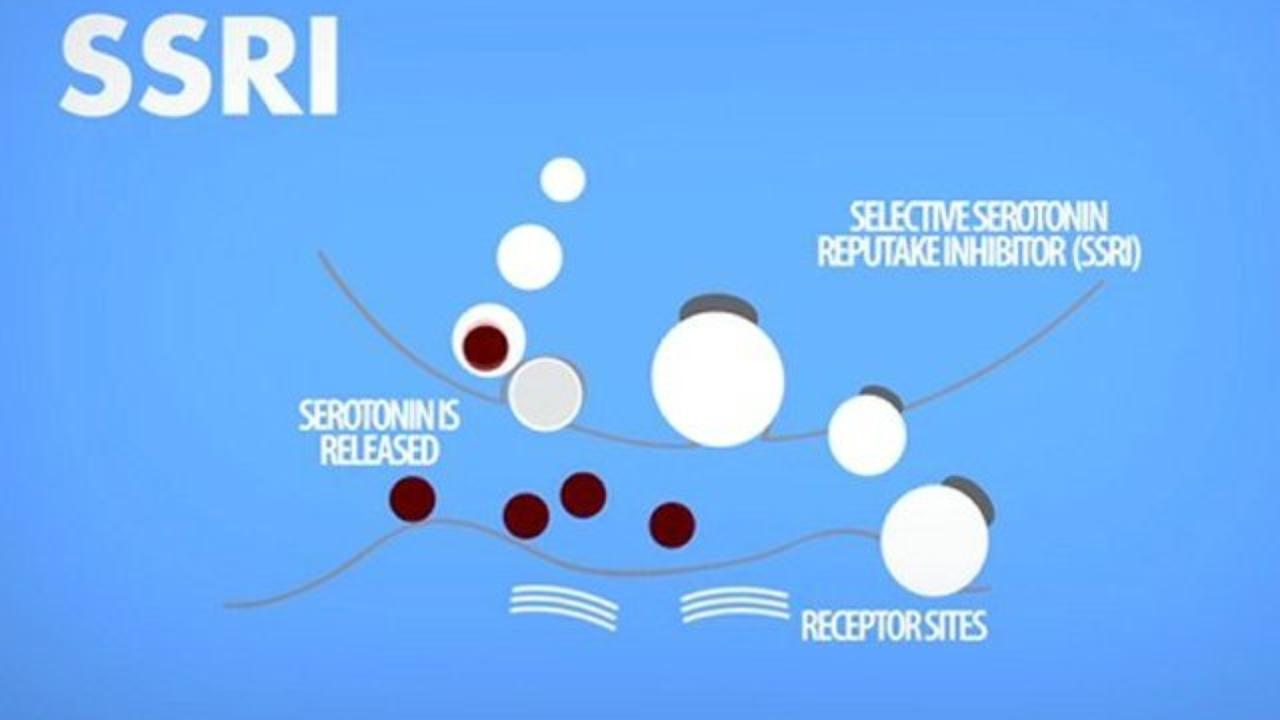 SSRI
SELECTIVE SEROTONIN
REPUTAKE INHIBITOR (SSRI)
SEROTONIN IS
RELEASED
RECEPTOR SITES